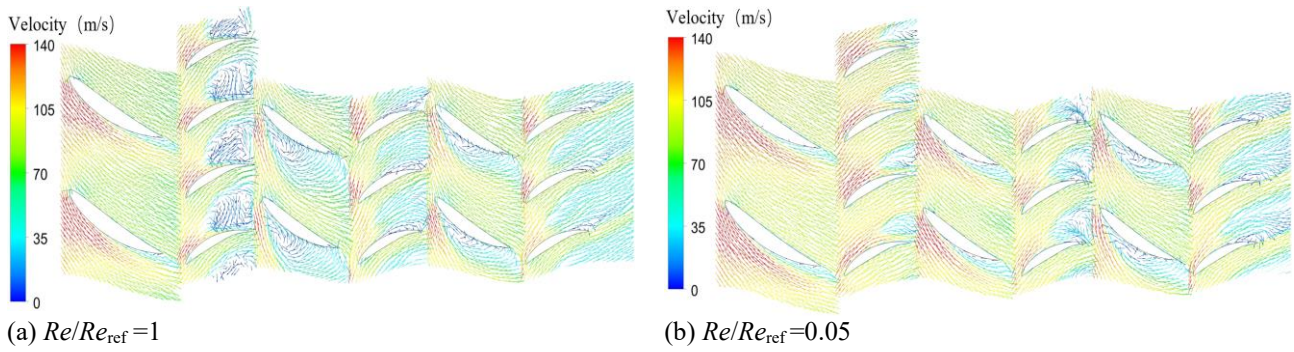 Velocity (m/s)
140
105
70
35
0
(a) Re/Reref =1
Velocity (m/s)
140
105
70
35
0
(b) Re/Reref =0.05